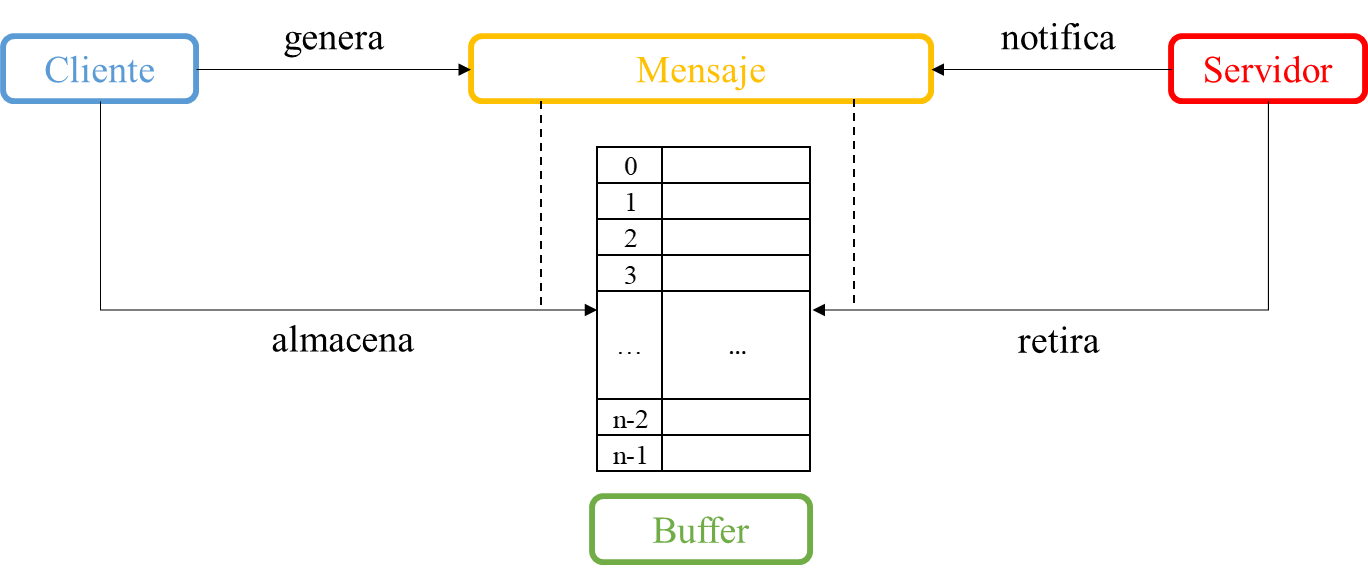 genera
notifica
Cliente
Mensaje
Servidor
0
1
2
3
almacena
retira
... ...
n-2
n-1
Buffer